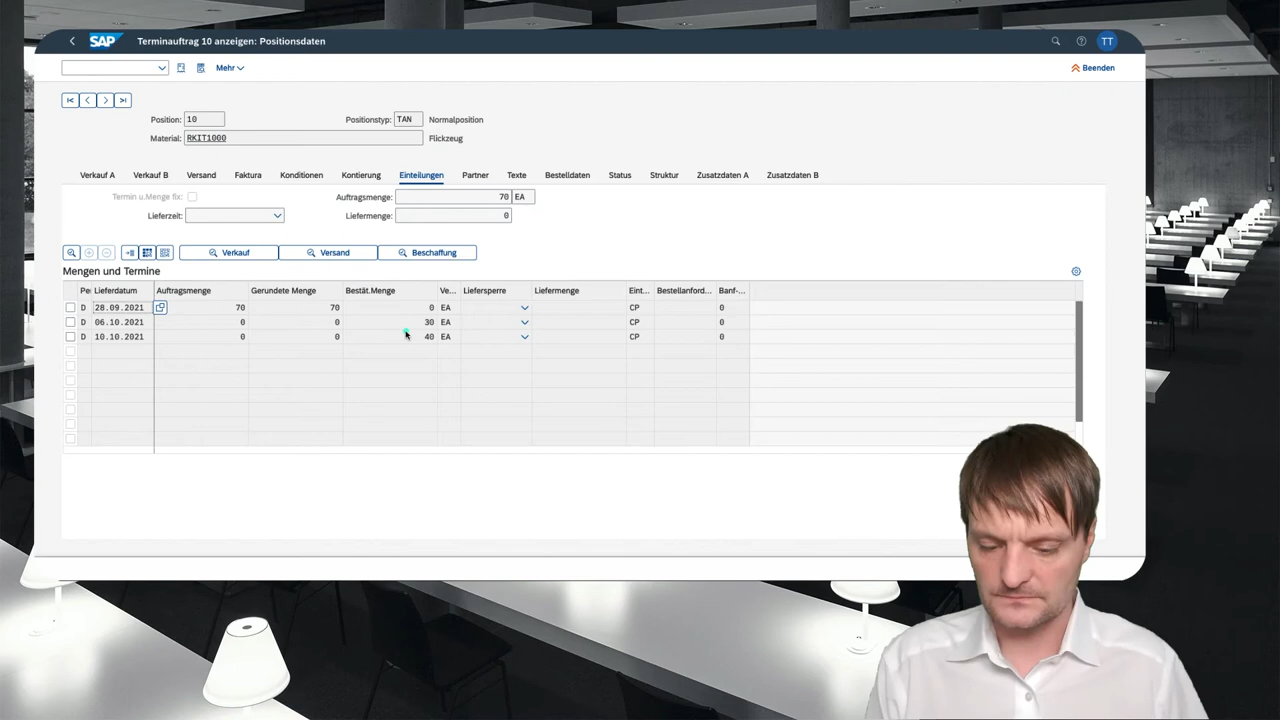 SAP Terminauftrag 10 anzeigen: Positionsdaten TT
Mehr Beenden
Position: 10 Positionstyp: TAN Normalposition
Material: RKIT1000 Flickzeug
Verkauf A Verkauf B Versand Faktura Konditionen Kontierung Einteilungen Partner Texte Bestelldaten Status Struktur Zusatzdaten A Zusatzdaten B
Termin u.Menge fix: Auftragsmenge: 70 EA
Lieferzeit: Liefermenge: 0
Verkauf Versand Beschaffung
Mengen und Termine
Pe Lieferdatum Auftragsmenge Gerundete Menge Bestät.Menge Ve... Liefersperre Liefermenge Eint... Bestellanford... Banf-...
D 28.09.2021 70 70 0 EA CP 0
D 06.10.2021 0 0 30 EA CP 0
D 10.10.2021 0 0 40 EA CP 0